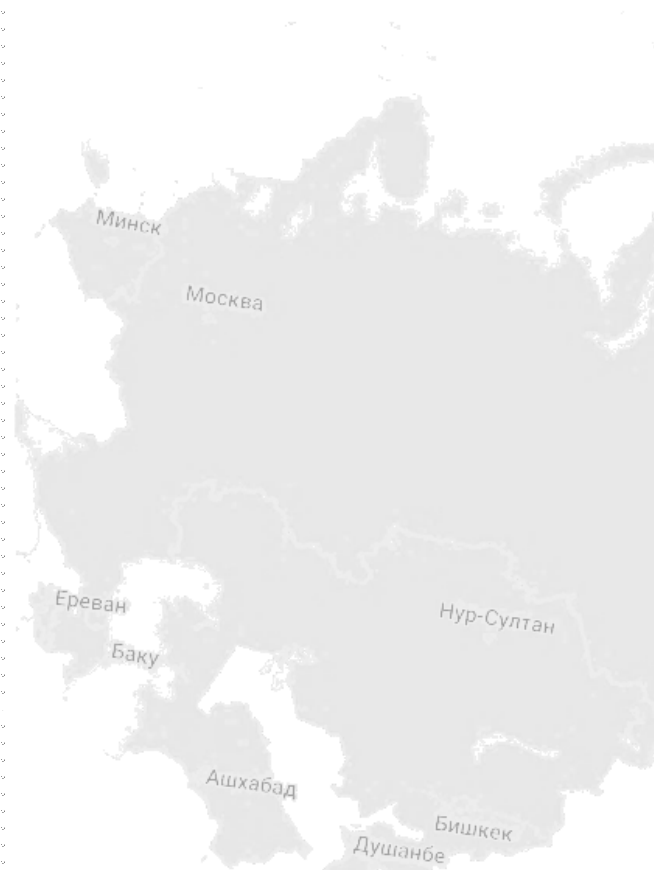 Минск
Москва
Ереван
Нур-Султан
Баку
Ашхабад
Бишкек
Душанбе